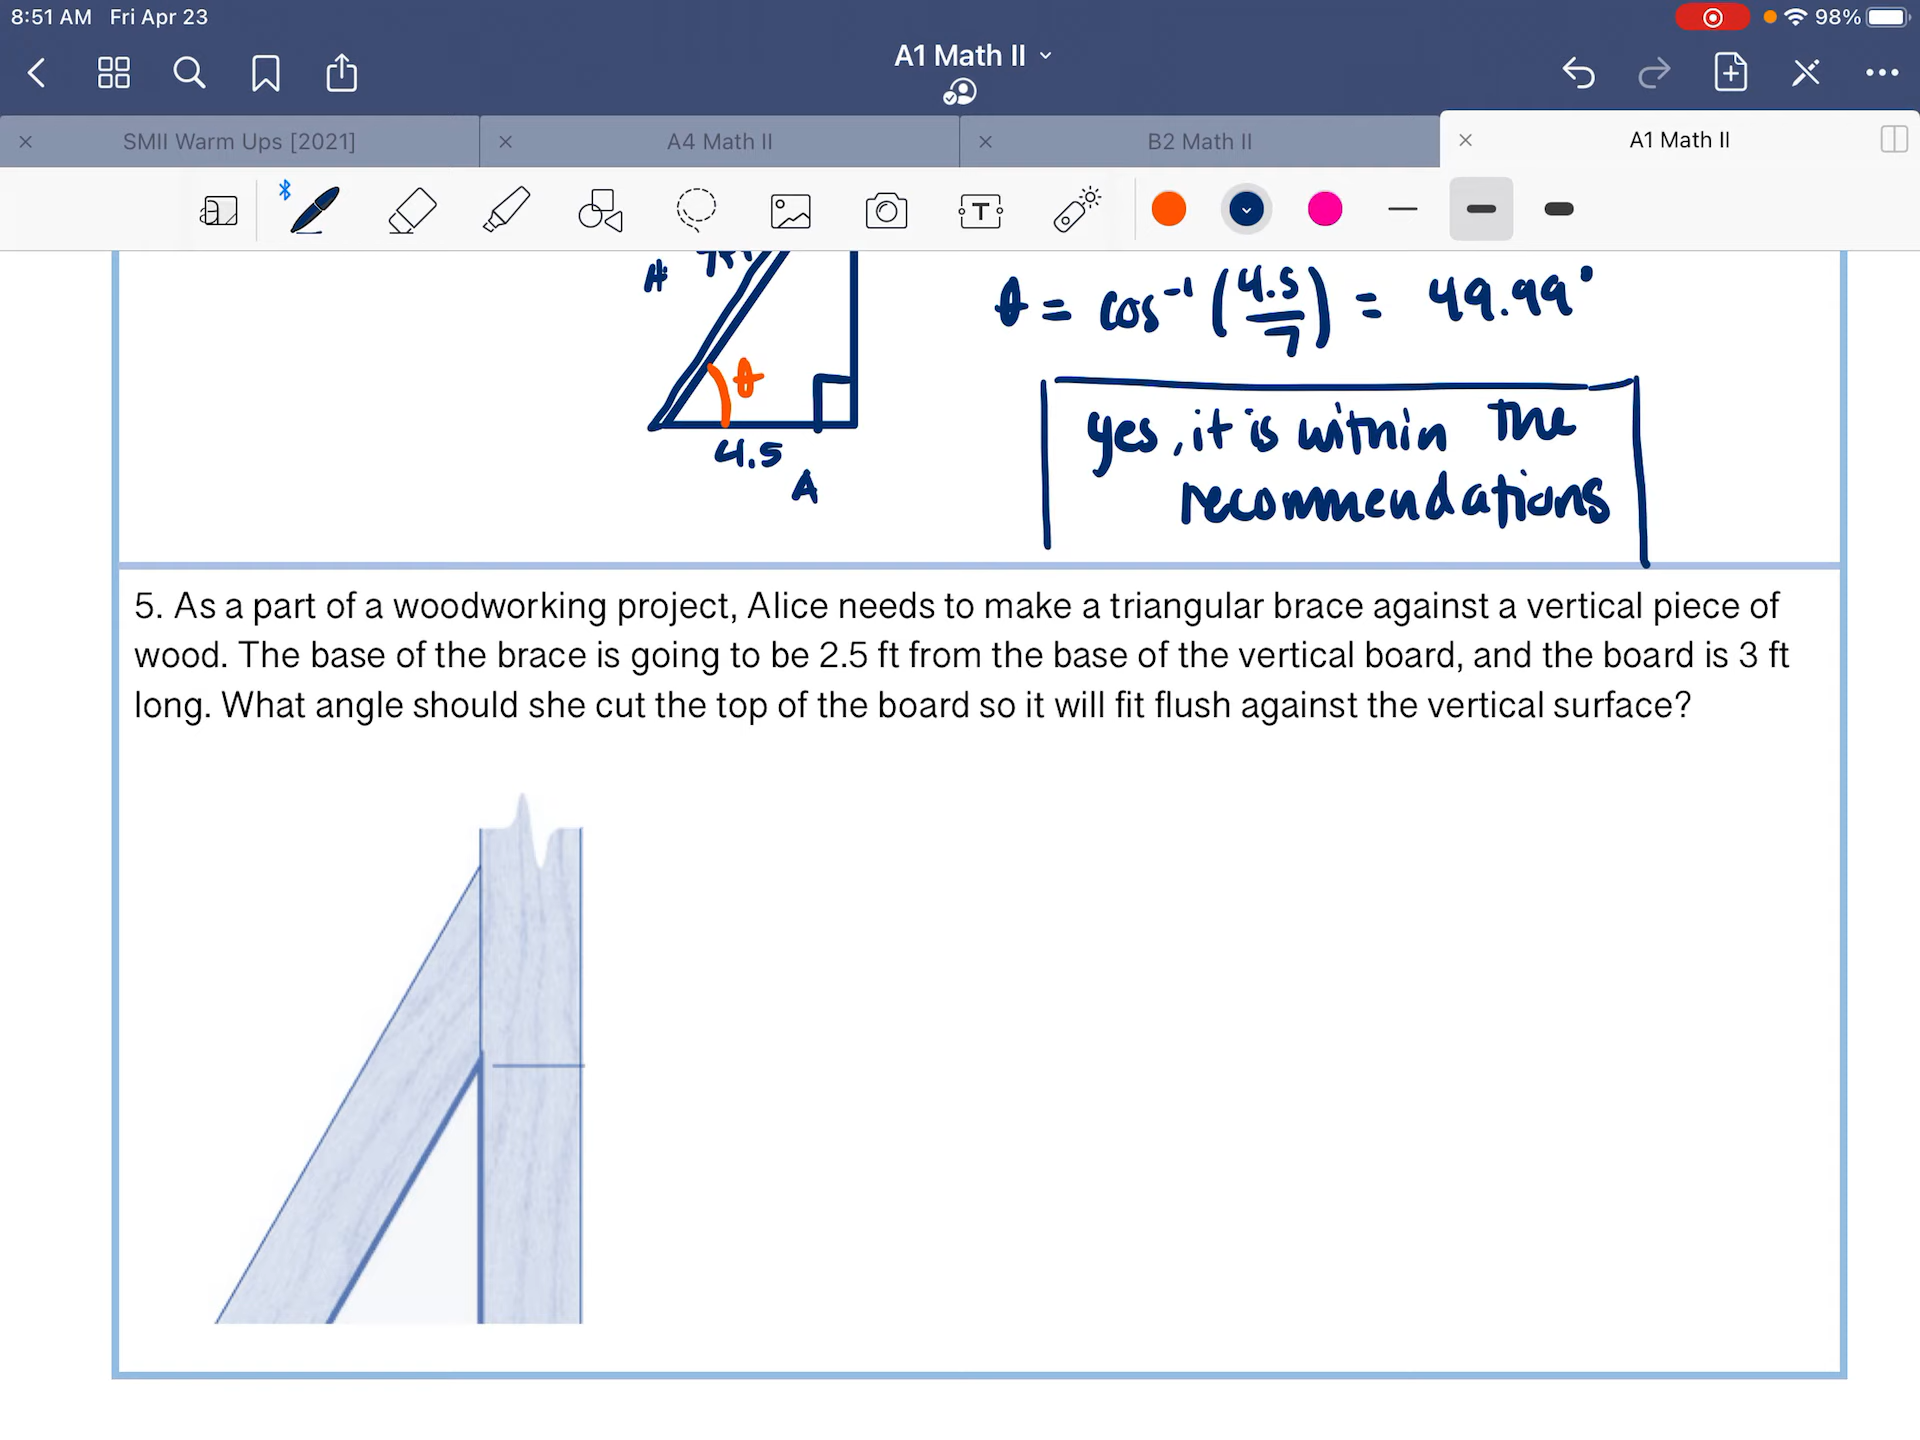 8:51 AM Fri Apr 23
98%
A1 Math II
SMII Warm Ups [2021]
A4 Math II
B2 Math II
A1 Math II
T
H
θ = cos⁻¹ (4.5/7) = 49.99°
θ
4.5
A
yes, it is within the
recommendations
5. As a part of a woodworking project, Alice needs to make a triangular brace against a vertical piece of
wood. The base of the brace is going to be 2.5 ft from the base of the vertical board, and the board is 3 ft
long. What angle should she cut the top of the board so it will fit flush against the vertical surface?